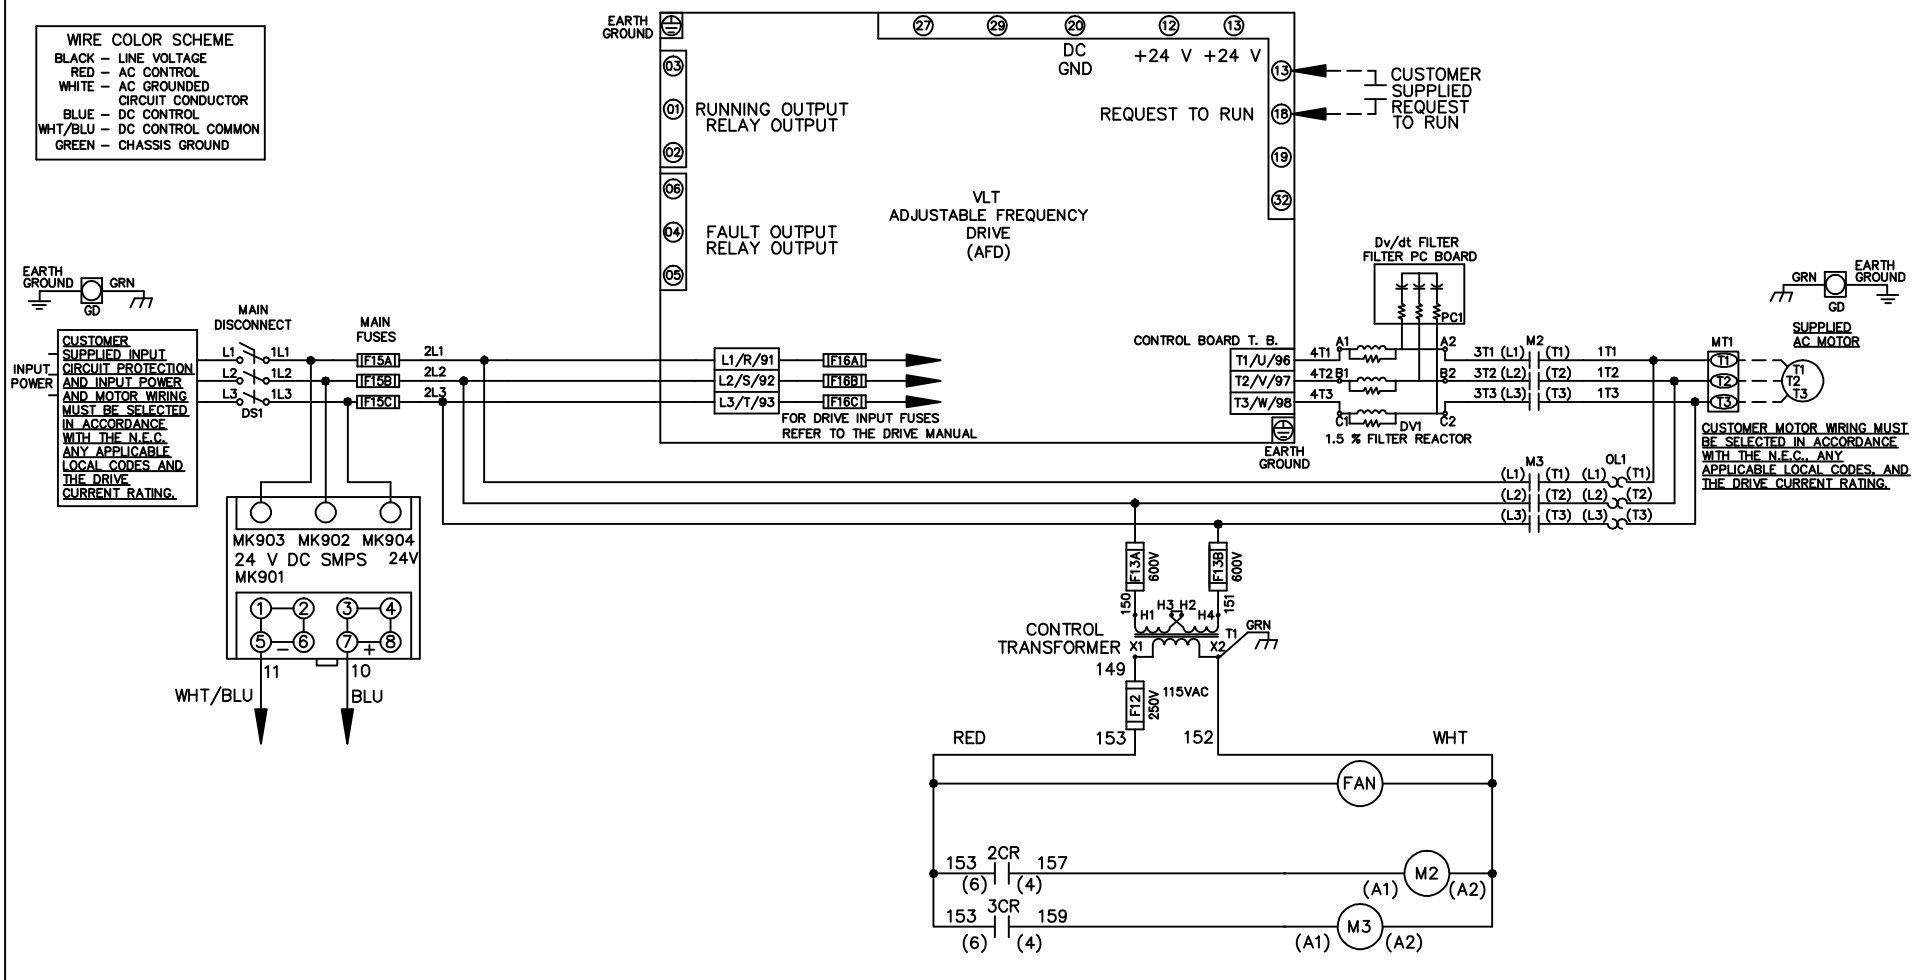 WIRE COLOR SCHEME
BLACK – LINE VOLTAGE
RED – AC CONTROL
WHITE – AC GROUNDED
CIRCUIT CONDUCTOR
BLUE – DC CONTROL
WHT/BLU – DC CONTROL COMMON
GREEN – CHASSIS GROUND
EARTH
GROUND
27 29 20 12 13
DC
GND
+24 V +24 V
03
01
02
RUNNING OUTPUT
RELAY OUTPUT
06
04
05
FAULT OUTPUT
RELAY OUTPUT
13
18
19
32
REQUEST TO RUN
CUSTOMER
SUPPLIED
REQUEST
TO RUN
VLT
ADJUSTABLE FREQUENCY
DRIVE
(AFD)
EARTH
GROUND
GRN
GD
INPUT
POWER
CUSTOMER
SUPPLIED INPUT
CIRCUIT PROTECTION
AND INPUT POWER
AND MOTOR WIRING
MUST BE SELECTED
IN ACCORDANCE
WITH THE N.E.C.
ANY APPLICABLE
LOCAL CODES AND
THE DRIVE
CURRENT RATING.
MAIN
DISCONNECT
L1 1L1
L2 1L2
L3 1L3
DS1
MAIN
FUSES
F15A
F15B
F15C
2L1
2L2
2L3
L1/R/91
L2/S/92
L3/T/93
F16A
F16B
F16C
FOR DRIVE INPUT FUSES
REFER TO THE DRIVE MANUAL
CONTROL BOARD T. B.
T1/U/96
T2/V/97
T3/W/98
EARTH
GROUND
4T1
4T2
4T3
A1 A2
B1 B2
C1 C2
DV1
1.5 % FILTER REACTOR
Dv/dt FILTER
FILTER PC BOARD
PC1
M2
3T1 (L1) (T1) 1T1
3T2 (L2) (T2) 1T2
3T3 (L3) (T3) 1T3
MT1
T1
T2
T3
T1
T2
T3
GRN
GD
EARTH
GROUND
SUPPLIED
AC MOTOR
CUSTOMER MOTOR WIRING MUST
BE SELECTED IN ACCORDANCE
WITH THE N.E.C., ANY
APPLICABLE LOCAL CODES, AND
THE DRIVE CURRENT RATING.
M3 OL1
(L1) (T1) (L1) (T1)
(L2) (T2) (L2) (T2)
(L3) (T3) (L3) (T3)
MK903 MK902 MK904
24 V DC SMPS 24V
MK901
1 2 3 4
5 – 6 7 + 8
11
10
WHT/BLU
BLU
F13A
600V
F13B
600V
150
151
H1 H3 H2 H4
CONTROL
TRANSFORMER
X1 X2
T1
GRN
149
F12
250V
115VAC
153
152
RED
WHT
FAN
153 2CR 157
(6) (4)
(A1) M2 (A2)
153 3CR 159
(6) (4)
(A1) M3 (A2)